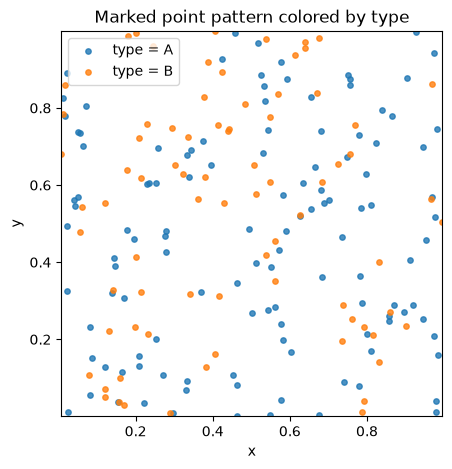 Marked point pattern colored by type
type = A
type = B
y
0.8
0.6
0.4
0.2
0.2 0.4 0.6 0.8
x